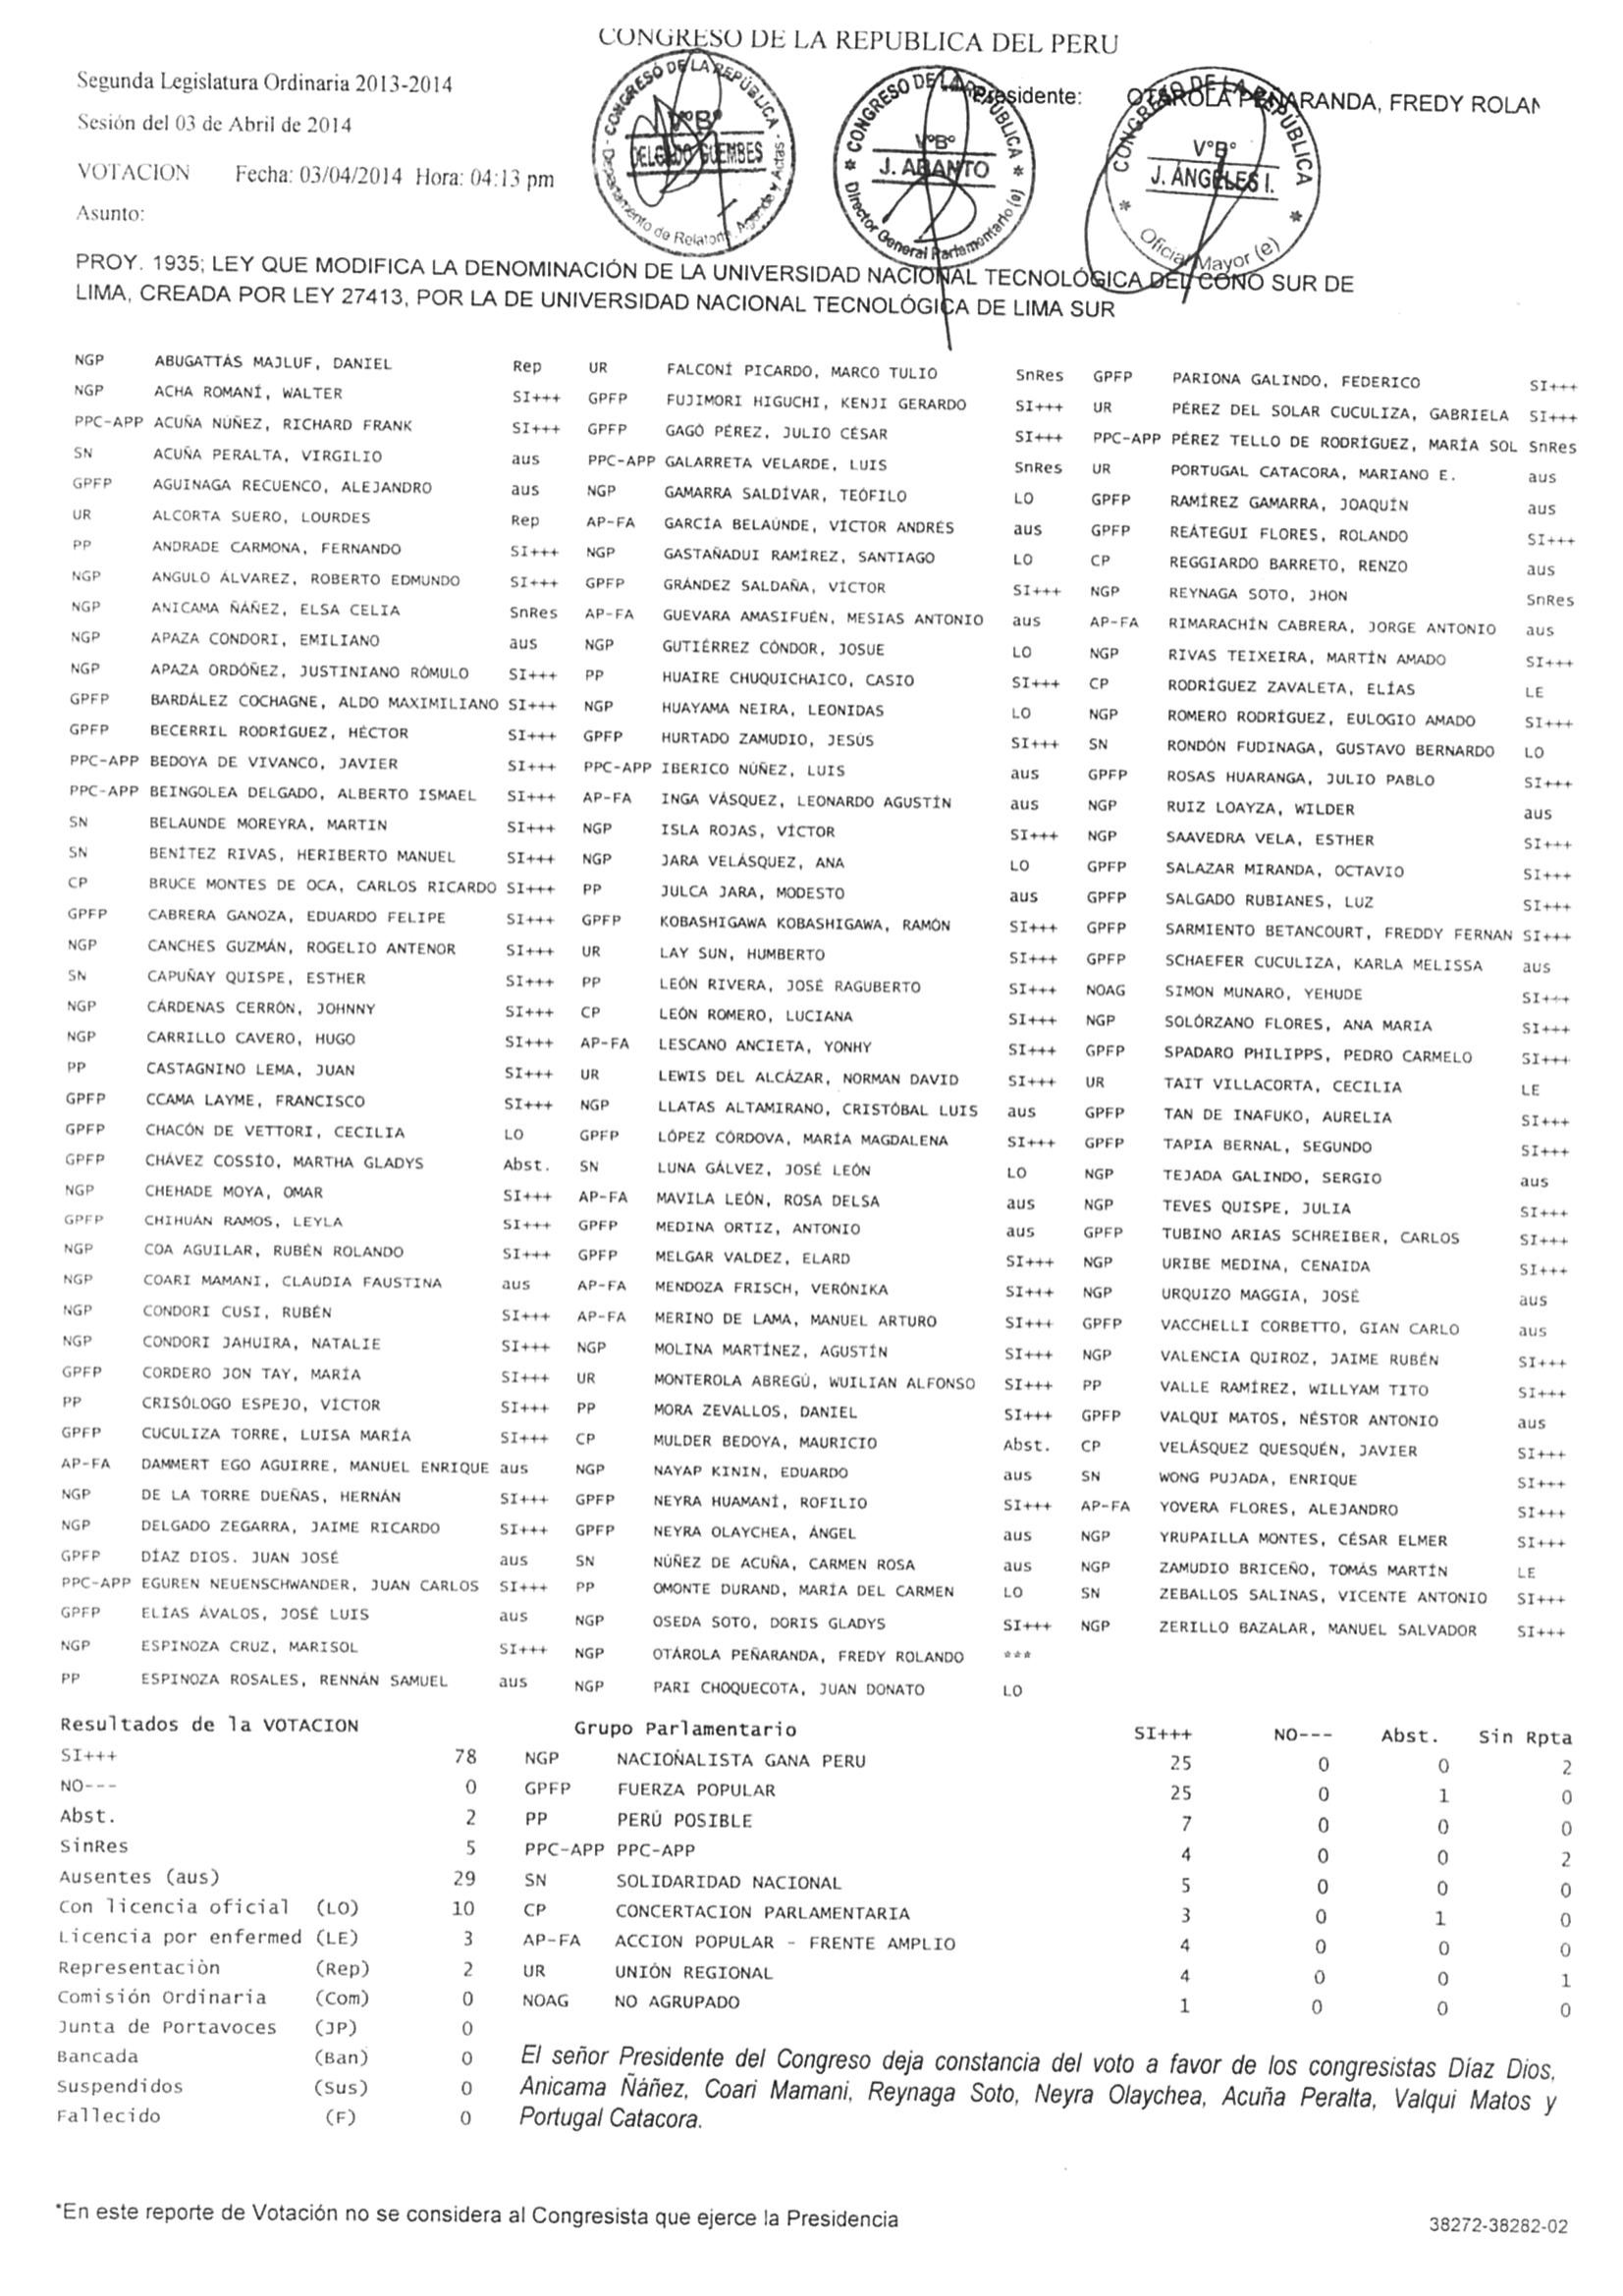 CONGRESO DE LA REPUBLICA DEL PERU
Segunda Legislatura Ordinaria 2013-2014
Presidente: OTÁROLA PEÑARANDA, FREDY ROLAN
Sesión del 03 de Abril de 2014
VOTACION Fecha: 03/04/2014 Hora: 04:13 pm
Asunto:
CONGRESO DE LA REPÚBLICA
VºBº
DELGADO GUEMBES
Departamento de Relatoría, Agenda y Actas
CONGRESO DE LA REPÚBLICA
VºBº
J. ABANTO
Director General Parlamentario (e)
CONGRESO DE LA REPÚBLICA
VºBº
J. ÁNGELES I.
Oficial Mayor (e)
PROY. 1935; LEY QUE MODIFICA LA DENOMINACIÓN DE LA UNIVERSIDAD NACIONAL TECNOLÓGICA DEL CONO SUR DE
LIMA, CREADA POR LEY 27413, POR LA DE UNIVERSIDAD NACIONAL TECNOLÓGICA DE LIMA SUR
NGP ABUGATTÁS MAJLUF, DANIEL Rep UR FALCONÍ PICARDO, MARCO TULIO SnRes GPFP PARIONA GALINDO, FEDERICO SI+++
NGP ACHA ROMANÍ, WALTER SI+++ GPFP FUJIMORI HIGUCHI, KENJI GERARDO SI+++ UR PÉREZ DEL SOLAR CUCULIZA, GABRIELA SI+++
PPC-APP ACUÑA NÚÑEZ, RICHARD FRANK SI+++ GPFP GAGÓ PÉREZ, JULIO CÉSAR SI+++ PPC-APP PÉREZ TELLO DE RODRÍGUEZ, MARÍA SOL SnRes
SN ACUÑA PERALTA, VIRGILIO aus PPC-APP GALARRETA VELARDE, LUIS SnRes UR PORTUGAL CATACORA, MARIANO E. aus
GPFP AGUINAGA RECUENCO, ALEJANDRO aus NGP GAMARRA SALDÍVAR, TEÓFILO LO GPFP RAMÍREZ GAMARRA, JOAQUÍN aus
UR ALCORTA SUERO, LOURDES Rep AP-FA GARCÍA BELAÚNDE, VÍCTOR ANDRÉS aus GPFP REÁTEGUI FLORES, ROLANDO SI+++
PP ANDRADE CARMONA, FERNANDO SI+++ NGP GASTAÑADUI RAMÍREZ, SANTIAGO LO CP REGGIARDO BARRETO, RENZO aus
NGP ANGULO ÁLVAREZ, ROBERTO EDMUNDO SI+++ GPFP GRÁNDEZ SALDAÑA, VÍCTOR SI+++ NGP REYNAGA SOTO, JHON SnRes
NGP ANICAMA ÑÁÑEZ, ELSA CELIA SnRes AP-FA GUEVARA AMASIFUÉN, MESIAS ANTONIO aus AP-FA RIMARACHÍN CABRERA, JORGE ANTONIO aus
NGP APAZA CONDORI, EMILIANO aus NGP GUTIÉRREZ CÓNDOR, JOSUE LO NGP RIVAS TEIXEIRA, MARTÍN AMADO SI+++
NGP APAZA ORDÓÑEZ, JUSTINIANO RÓMULO SI+++ PP HUAIRE CHUQUICHAICO, CASIO SI+++ CP RODRÍGUEZ ZAVALETA, ELÍAS LE
GPFP BARDÁLEZ COCHAGNE, ALDO MAXIMILIANO SI+++ NGP HUAYAMA NEIRA, LEONIDAS LO NGP ROMERO RODRÍGUEZ, EULOGIO AMADO SI+++
GPFP BECERRIL RODRÍGUEZ, HÉCTOR SI+++ GPFP HURTADO ZAMUDIO, JESÚS SI+++ SN RONDÓN FUDINAGA, GUSTAVO BERNARDO LO
PPC-APP BEDOYA DE VIVANCO, JAVIER SI+++ PPC-APP IBERICO NÚÑEZ, LUIS aus GPFP ROSAS HUARANGA, JULIO PABLO SI+++
PPC-APP BEINGOLEA DELGADO, ALBERTO ISMAEL SI+++ AP-FA INGA VÁSQUEZ, LEONARDO AGUSTÍN aus NGP RUIZ LOAYZA, WILDER aus
SN BELAUNDE MOREYRA, MARTIN SI+++ NGP ISLA ROJAS, VÍCTOR SI+++ NGP SAAVEDRA VELA, ESTHER SI+++
SN BENÍTEZ RIVAS, HERIBERTO MANUEL SI+++ NGP JARA VELÁSQUEZ, ANA LO GPFP SALAZAR MIRANDA, OCTAVIO SI+++
CP BRUCE MONTES DE OCA, CARLOS RICARDO SI+++ PP JULCA JARA, MODESTO aus GPFP SALGADO RUBIANES, LUZ SI+++
GPFP CABRERA GANOZA, EDUARDO FELIPE SI+++ GPFP KOBASHIGAWA KOBASHIGAWA, RAMÓN SI+++ GPFP SARMIENTO BETANCOURT, FREDDY FERNAN SI+++
NGP CANCHES GUZMÁN, ROGELIO ANTENOR SI+++ UR LAY SUN, HUMBERTO SI+++ GPFP SCHAEFER CUCULIZA, KARLA MELISSA aus
SN CAPUÑAY QUISPE, ESTHER SI+++ PP LEÓN RIVERA, JOSÉ RAGUBERTO SI+++ NOAG SIMON MUNARO, YEHUDE SI+++
NGP CÁRDENAS CERRÓN, JOHNNY SI+++ CP LEÓN ROMERO, LUCIANA SI+++ NGP SOLÓRZANO FLORES, ANA MARIA SI+++
NGP CARRILLO CAVERO, HUGO SI+++ AP-FA LESCANO ANCIETA, YONHY SI+++ GPFP SPADARO PHILIPPS, PEDRO CARMELO SI+++
PP CASTAGNINO LEMA, JUAN SI+++ UR LEWIS DEL ALCÁZAR, NORMAN DAVID SI+++ UR TAIT VILLACORTA, CECILIA LE
GPFP CCAMA LAYME, FRANCISCO SI+++ NGP LLATAS ALTAMIRANO, CRISTÓBAL LUIS aus GPFP TAN DE INAFUKO, AURELIA SI+++
GPFP CHACÓN DE VETTORI, CECILIA LO GPFP LÓPEZ CÓRDOVA, MARÍA MAGDALENA SI+++ GPFP TAPIA BERNAL, SEGUNDO SI+++
GPFP CHÁVEZ COSSÍO, MARTHA GLADYS Abst. SN LUNA GÁLVEZ, JOSÉ LEÓN LO NGP TEJADA GALINDO, SERGIO aus
NGP CHEHADE MOYA, OMAR SI+++ AP-FA MAVILA LEÓN, ROSA DELSA aus NGP TEVES QUISPE, JULIA SI+++
GPFP CHIHUÁN RAMOS, LEYLA SI+++ GPFP MEDINA ORTIZ, ANTONIO aus GPFP TUBINO ARIAS SCHREIBER, CARLOS SI+++
NGP COA AGUILAR, RUBÉN ROLANDO SI+++ GPFP MELGAR VALDEZ, ELARD SI+++ NGP URIBE MEDINA, CENAIDA SI+++
NGP COARI MAMANI, CLAUDIA FAUSTINA aus AP-FA MENDOZA FRISCH, VERÓNIKA SI+++ NGP URQUIZO MAGGIA, JOSÉ aus
NGP CONDORI CUSI, RUBÉN SI+++ AP-FA MERINO DE LAMA, MANUEL ARTURO SI+++ GPFP VACCHELLI CORBETTO, GIAN CARLO aus
NGP CONDORI JAHUIRA, NATALIE SI+++ NGP MOLINA MARTÍNEZ, AGUSTÍN SI+++ NGP VALENCIA QUIROZ, JAIME RUBÉN SI+++
GPFP CORDERO JON TAY, MARÍA SI+++ UR MONTEROLA ABREGÚ, WUILIAN ALFONSO SI+++ PP VALLE RAMÍREZ, WILLYAM TITO SI+++
PP CRISÓLOGO ESPEJO, VÍCTOR SI+++ PP MORA ZEVALLOS, DANIEL SI+++ GPFP VALQUI MATOS, NÉSTOR ANTONIO aus
GPFP CUCULIZA TORRE, LUISA MARÍA SI+++ CP MULDER BEDOYA, MAURICIO Abst. CP VELÁSQUEZ QUESQUÉN, JAVIER SI+++
AP-FA DAMMERT EGO AGUIRRE, MANUEL ENRIQUE aus NGP NAYAP KININ, EDUARDO aus SN WONG PUJADA, ENRIQUE SI+++
NGP DE LA TORRE DUEÑAS, HERNÁN SI+++ GPFP NEYRA HUAMANÍ, ROFILIO SI+++ AP-FA YOVERA FLORES, ALEJANDRO SI+++
NGP DELGADO ZEGARRA, JAIME RICARDO SI+++ GPFP NEYRA OLAYCHEA, ÁNGEL aus NGP YRUPAILLA MONTES, CÉSAR ELMER SI+++
GPFP DÍAZ DIOS. JUAN JOSÉ aus SN NÚÑEZ DE ACUÑA, CARMEN ROSA aus NGP ZAMUDIO BRICEÑO, TOMÁS MARTÍN LE
PPC-APP EGUREN NEUENSCHWANDER, JUAN CARLOS SI+++ PP OMONTE DURAND, MARÍA DEL CARMEN LO SN ZEBALLOS SALINAS, VICENTE ANTONIO SI+++
GPFP ELÍAS ÁVALOS, JOSÉ LUIS aus NGP OSEDA SOTO, DORIS GLADYS SI+++ NGP ZERILLO BAZALAR, MANUEL SALVADOR SI+++
NGP ESPINOZA CRUZ, MARISOL SI+++ NGP OTÁROLA PEÑARANDA, FREDY ROLANDO ***
PP ESPINOZA ROSALES, RENNÁN SAMUEL aus NGP PARI CHOQUECOTA, JUAN DONATO LO
Resultados de la VOTACION Grupo Parlamentario SI+++ NO--- Abst. Sin Rpta
SI+++ 78 NGP NACIOÑALISTA GANA PERU 25 0 0 2
NO--- 0 GPFP FUERZA POPULAR 25 0 1 0
Abst. 2 PP PERÚ POSIBLE 7 0 0 0
SinRes 5 PPC-APP PPC-APP 4 0 0 2
Ausentes (aus) 29 SN SOLIDARIDAD NACIONAL 5 0 0 0
Con licencia oficial (LO) 10 CP CONCERTACION PARLAMENTARIA 3 0 1 0
Licencia por enfermed (LE) 3 AP-FA ACCION POPULAR - FRENTE AMPLIO 4 0 0 0
Representación (Rep) 2 UR UNIÓN REGIONAL 4 0 0 1
Comisión Ordinaria (Com) 0 NOAG NO AGRUPADO 1 0 0 0
Junta de Portavoces (JP) 0
Bancada (Ban) 0
Suspendidos (Sus) 0
Fallecido (F) 0
El señor Presidente del Congreso deja constancia del voto a favor de los congresistas Díaz Dios,
Anicama Ñáñez, Coari Mamani, Reynaga Soto, Neyra Olaychea, Acuña Peralta, Valqui Matos y
Portugal Catacora.
*En este reporte de Votación no se considera al Congresista que ejerce la Presidencia
38272-38282-02